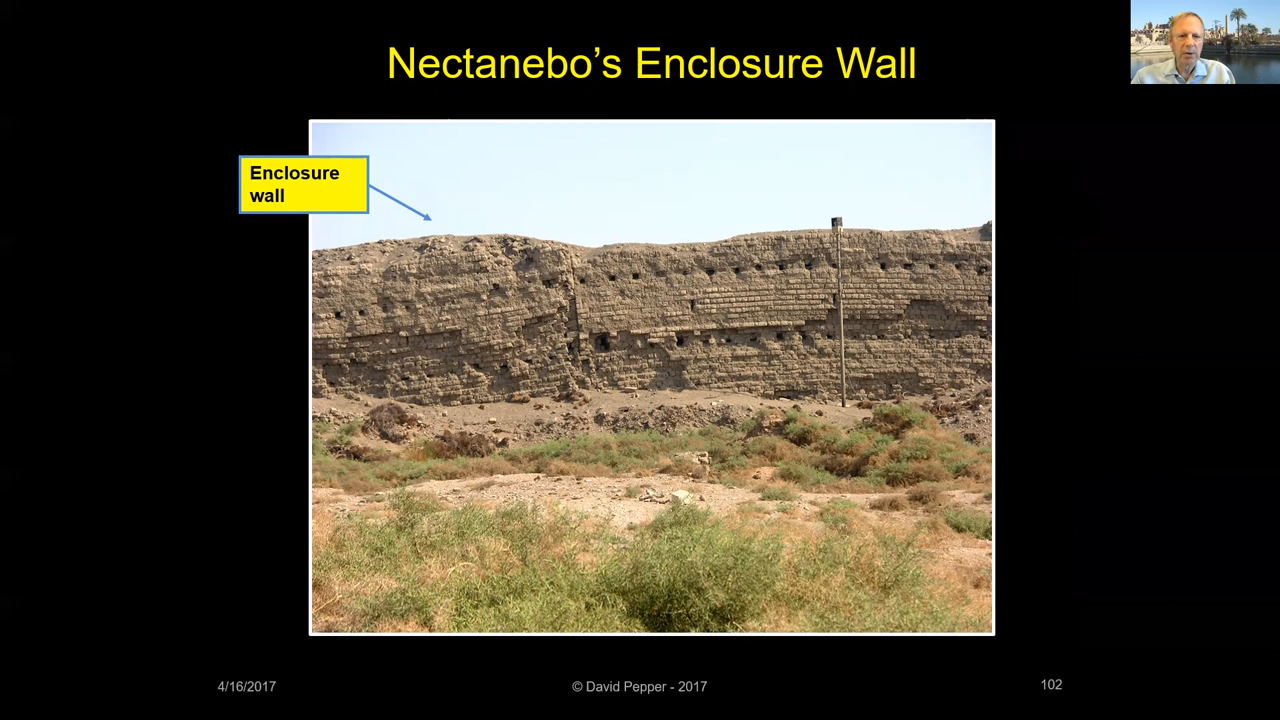 Nectanebo’s Enclosure Wall
Enclosure
wall
4/16/2017
© David Pepper - 2017
102